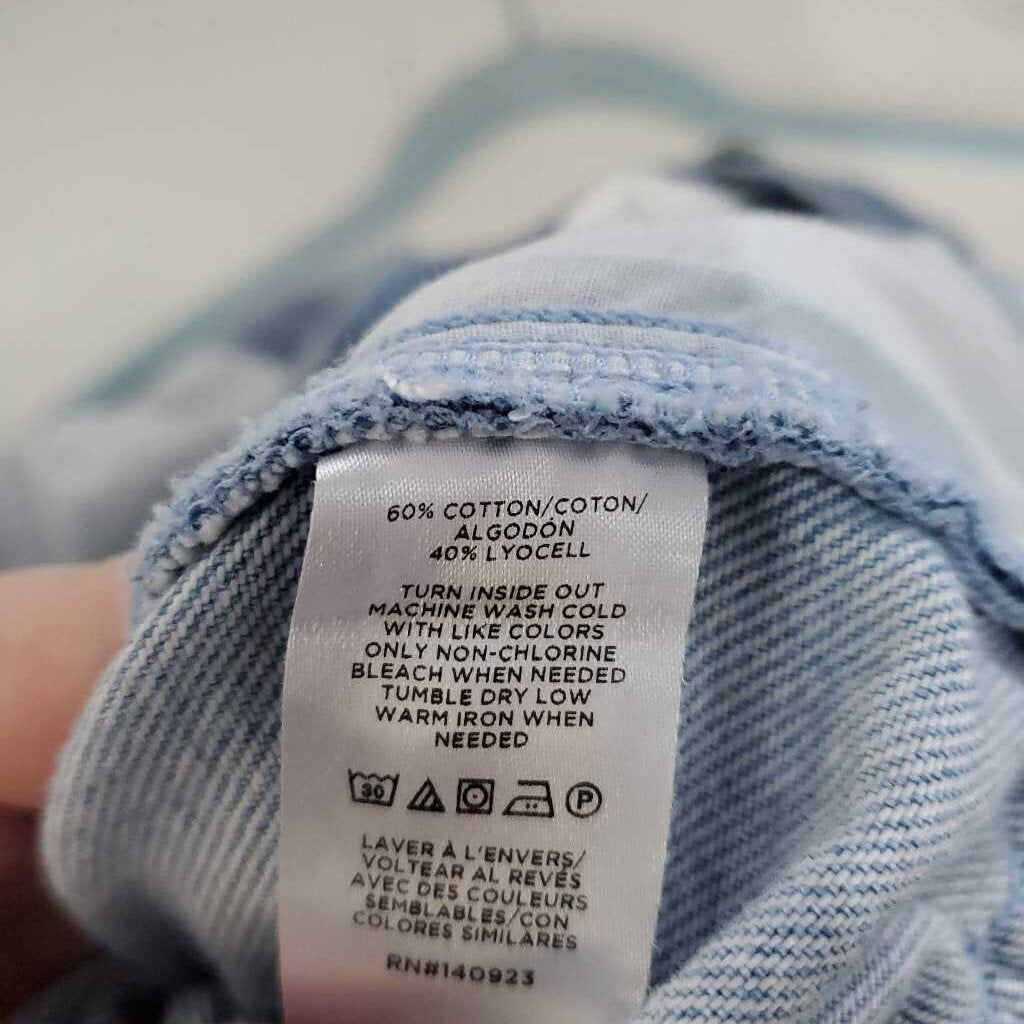 60% COTTON/COTON/
ALGODÓN
40% LYOCELL
TURN INSIDE OUT
MACHINE WASH COLD
WITH LIKE COLORS
ONLY NON-CHLORINE
BLEACH WHEN NEEDED
TUMBLE DRY LOW
WARM IRON WHEN
NEEDED
30 P
LAVER À L'ENVERS/
VOLTEAR AL REVÉS
AVEC DES COULEURS
SEMBLABLES/CON
COLORES SIMILARES
RN#140923